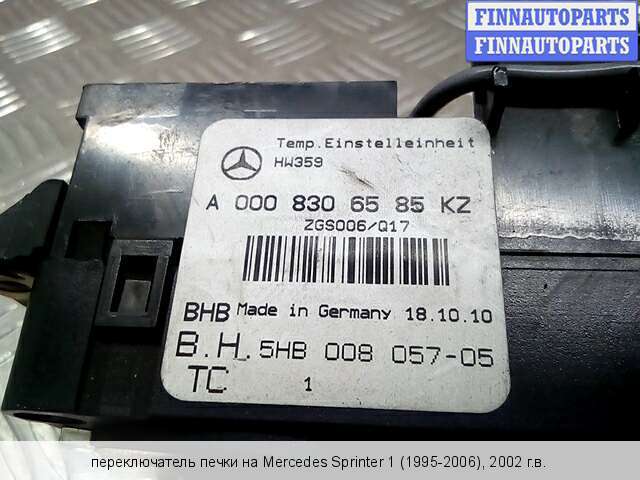 FINNAUTOPARTS
FINNAUTOPARTS
Temp.Einstelleinheit
HW359
A 000 830 65 85 KZ
ZGS006/Q17
BHB Made in Germany 18.10.10
B.H. 5HB 008 057-05
TC 1
переключатель печки на Mercedes Sprinter 1 (1995-2006), 2002 г.в.